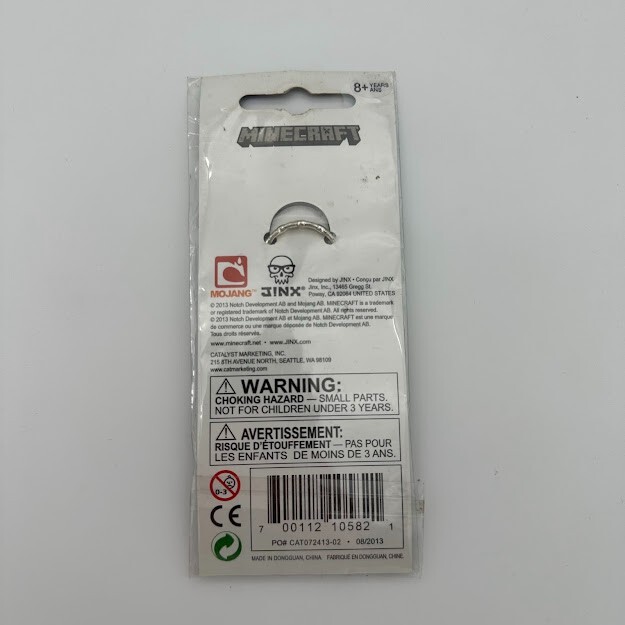 8+ YEARS
ANS
MINECRAFT
MOJANG™ JINX®
Designed by JINX • Conçu par JINX
Jinx, Inc., 13465 Gregg St.
Poway, CA 92064 UNITED STATES
© 2013 Notch Development AB and Mojang AB. MINECRAFT is a trademark
or registered trademark of Notch Development AB. All rights reserved.
© 2013 Notch Development AB et Mojang AB. MINECRAFT est une marque
de commerce ou une marque déposée de Notch Development AB.
Tous droits réservés.
www.minecraft.net • www.JINX.com
CATALYST MARKETING, INC.
215 8TH AVENUE NORTH, SEATTLE, WA 98109
www.catmarketing.com
WARNING:
CHOKING HAZARD — SMALL PARTS.
NOT FOR CHILDREN UNDER 3 YEARS.
AVERTISSEMENT:
RISQUE D'ÉTOUFFEMENT — PAS POUR
LES ENFANTS DE MOINS DE 3 ANS.
0-3
CE
7 00112 10582 1
PO# CAT072413-02 • 08/2013
MADE IN DONGGUAN, CHINA FABRIQUÉ EN DONGGUAN, CHINE